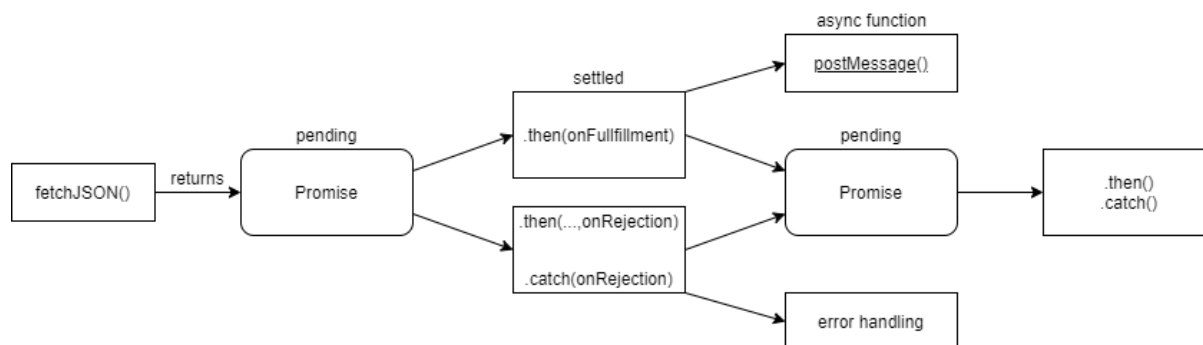 fetchJSON()
returns
pending
Promise
settled
.then(onFullfillment)
.then(...,onRejection)
.catch(onRejection)
async function
postMessage()
pending
Promise
error handling
.then()
.catch()